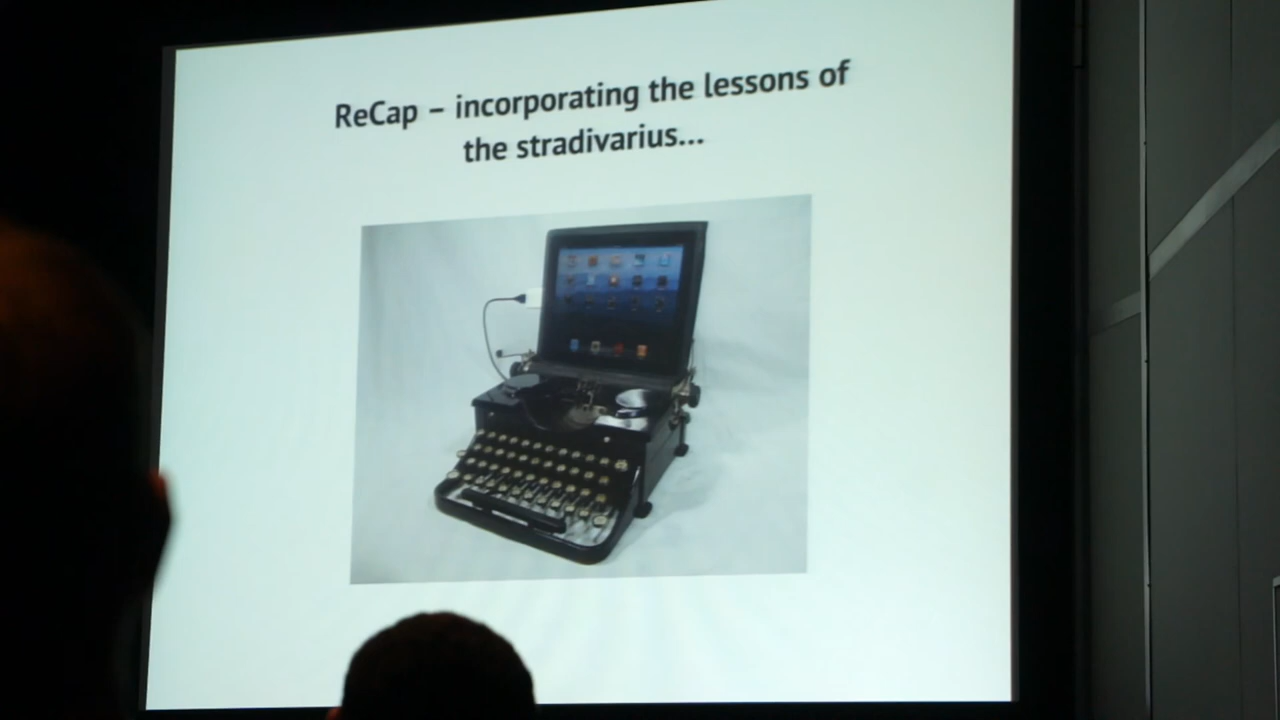 ReCap – incorporating the lessons of
the stradivarius...